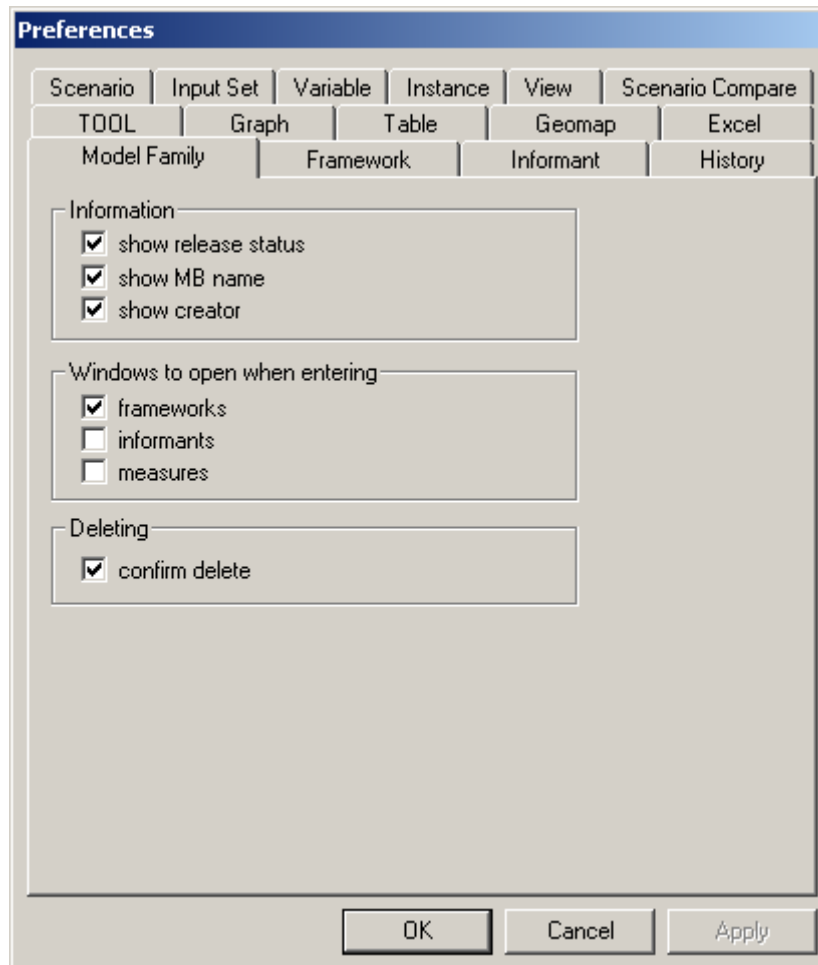 Preferences
Scenario Input Set Variable Instance View Scenario Compare
TOOL Graph Table Geomap Excel
Model Family Framework Informant History
Information
show release status
show MB name
show creator
Windows to open when entering
frameworks
informants
measures
Deleting
confirm delete
OK Cancel Apply